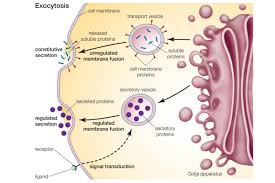 Exocytosis
cell membrane
transport vesicle
released
soluble proteins
constitutive
secretion
unregulated
membrane fusion
soluble
proteins
cell membrane
proteins
secretory vesicle
secreted proteins
regulated
secretion
regulated
membrane fusion
secretory
proteins
receptor
signal transduction
ligand
Golgi apparatus